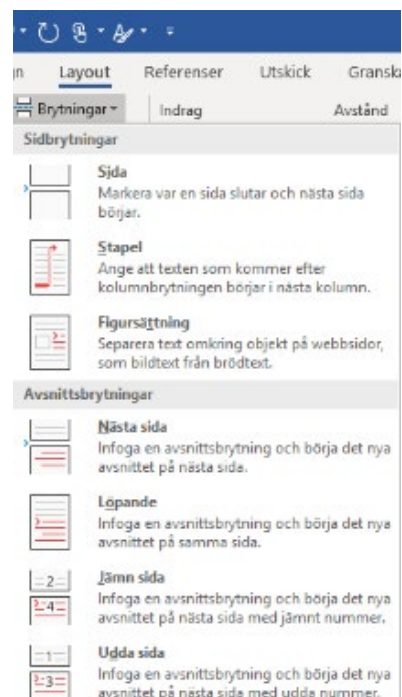 Layout Referenser Utskick Granska
Brytningar Indrag Avstånd
Sidbrytningar
Sida
Markera var en sida slutar och nästa sida
börjar.
Stapel
Ange att texten som kommer efter
kolumnbrytningen börjar i nästa kolumn.
Figursättning
Separera text omkring objekt på webbsidor,
som bildtext från brödtext.
Avsnittsbrytningar
Nästa sida
Infoga en avsnittsbrytning och börja det nya
avsnittet på nästa sida.
Löpande
Infoga en avsnittsbrytning och börja det nya
avsnittet på samma sida.
2
4
Jämn sida
Infoga en avsnittsbrytning och börja det nya
avsnittet på nästa sida med jämnt nummer.
1
3
Udda sida
Infoga en avsnittsbrytning och börja det nya
avsnittet på nästa sida med udda nummer.